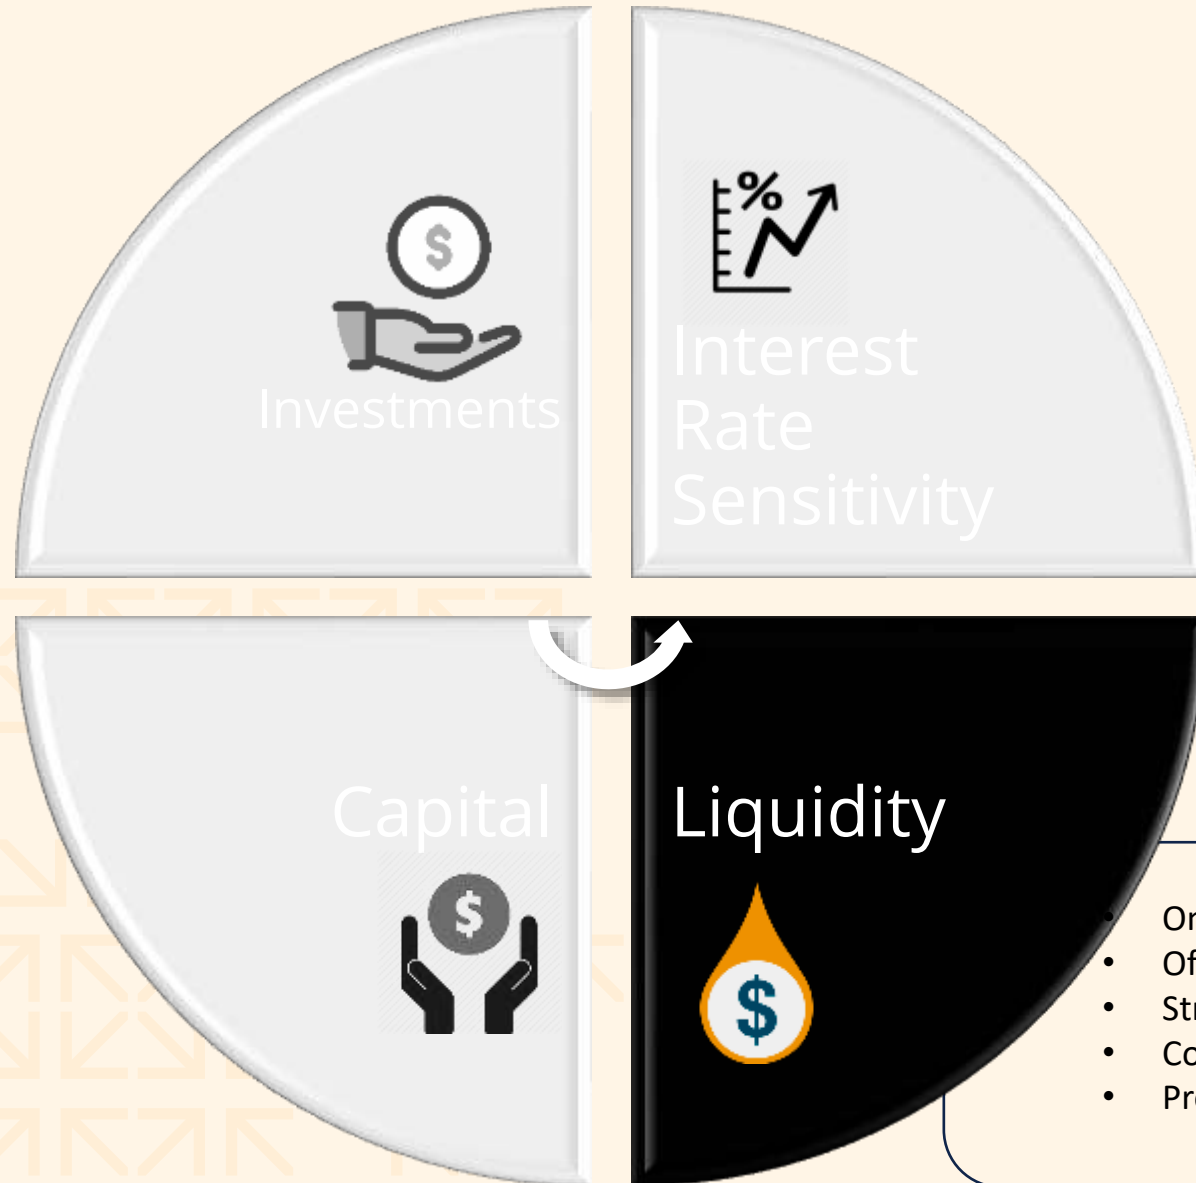 $
%
Investments
Interest
Rate
Sensitivity
Capital
$
Liquidity
$